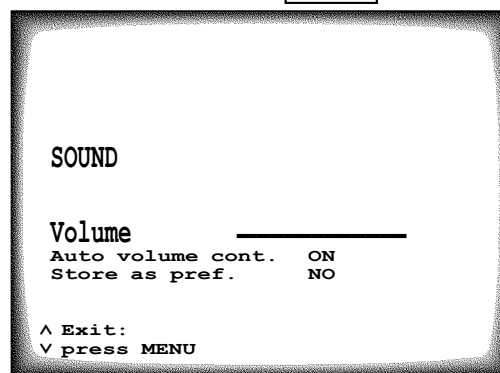 SOUND
Volume
Auto volume cont. ON
Store as pref. NO
^ Exit:
v press MENU